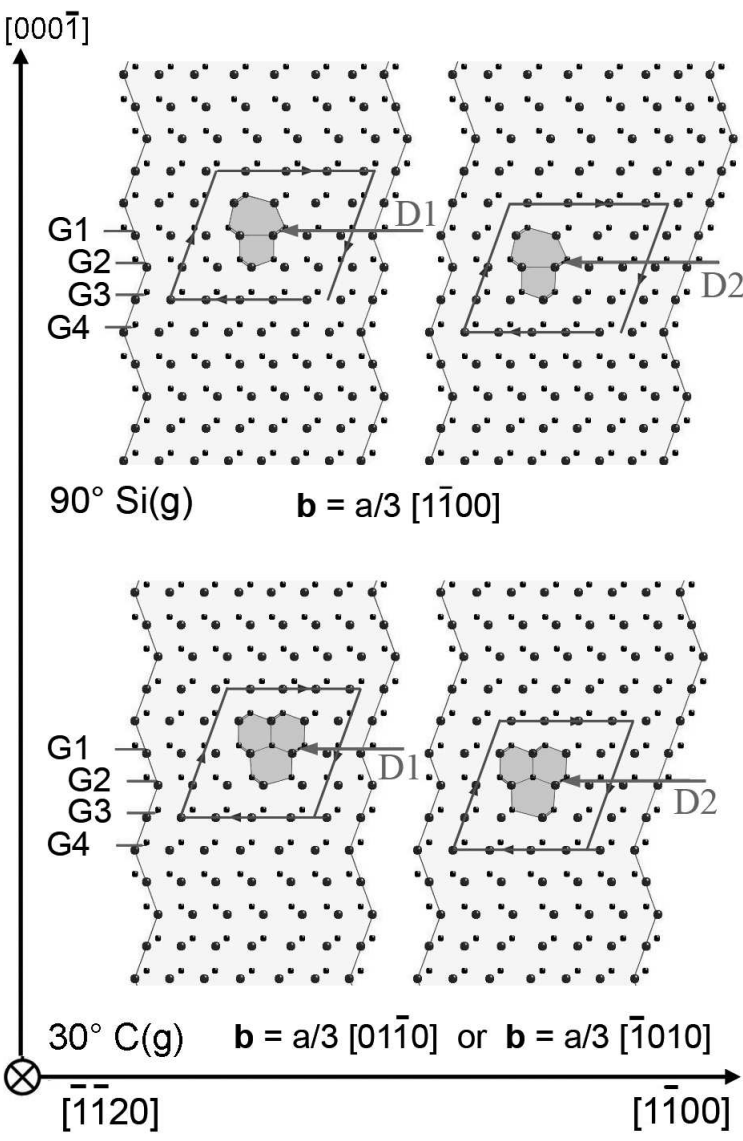 [0001̄]
D1
G1
G2
D2
G3
G4
90° Si(g) b = a/3 [11̄00]
G1
D1
G2
D2
G3
G4
30° C(g) b = a/3 [011̄0] or b = a/3 [1̄010]
[1̄1̄20] [11̄00]